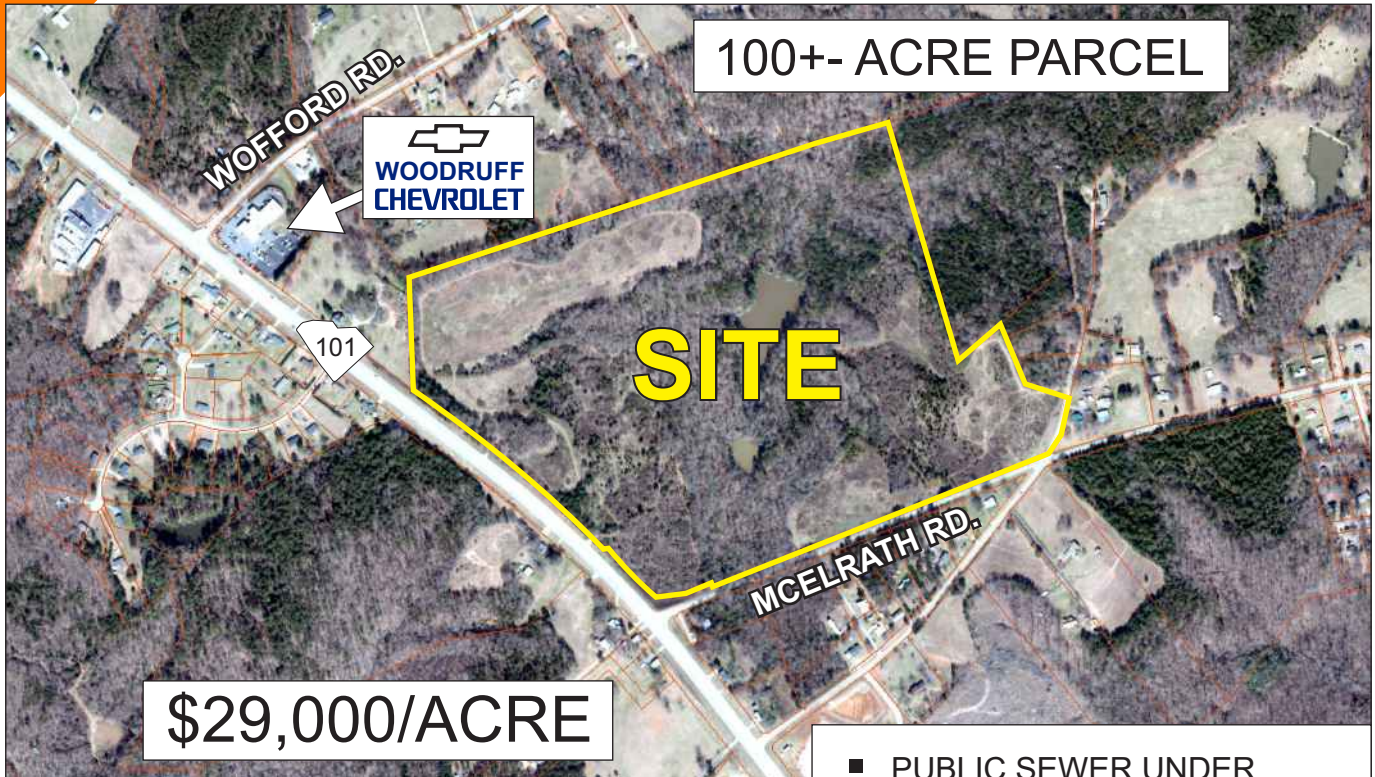 100+- ACRE PARCEL
WOFFORD RD.
WOODRUFF
CHEVROLET
101
SITE
MCELRATH RD.
$29,000/ACRE
▪ PUBLIC SEWER UNDER